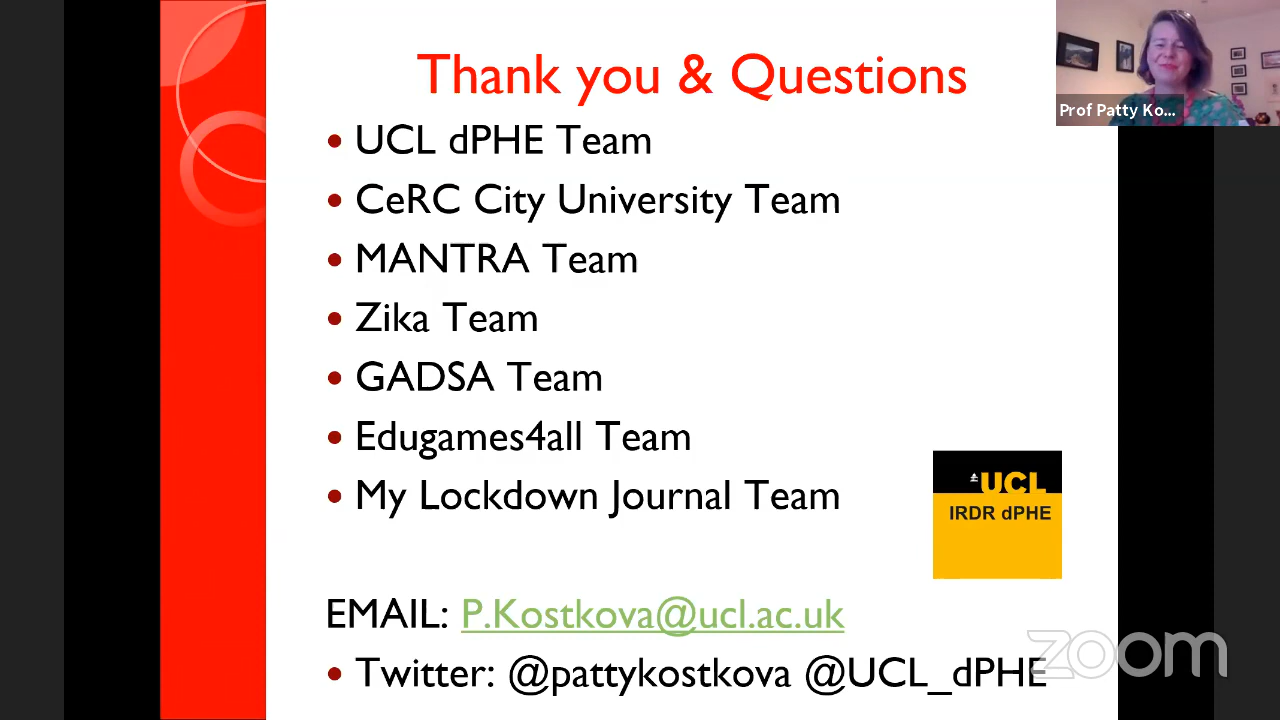 Thank you & Questions
Prof Patty Ko...
• UCL dPHE Team
• CeRC City University Team
• MANTRA Team
• Zika Team
• GADSA Team
• Edugames4all Team
• My Lockdown Journal Team
UCL
IRDR dPHE
EMAIL: P.Kostkova@ucl.ac.uk
• Twitter: @pattykostkova @UCL_dPHE
zoom